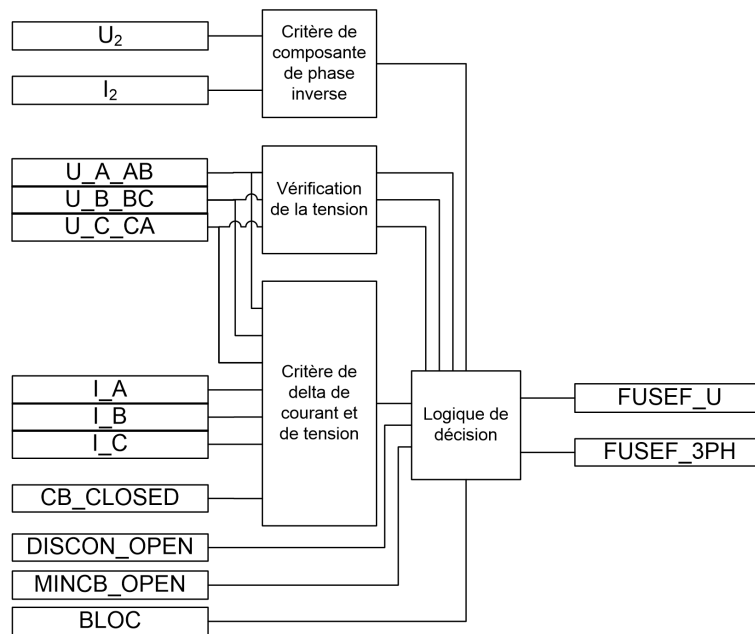 U₂
I₂
Critère de
composante
de phase
inverse
U_A_AB
U_B_BC
U_C_CA
Vérification
de la tension
I_A
I_B
I_C
CB_CLOSED
Critère de
delta de
courant et
de tension
DISCON_OPEN
MINCB_OPEN
BLOC
Logique de
décision
FUSEF_U
FUSEF_3PH